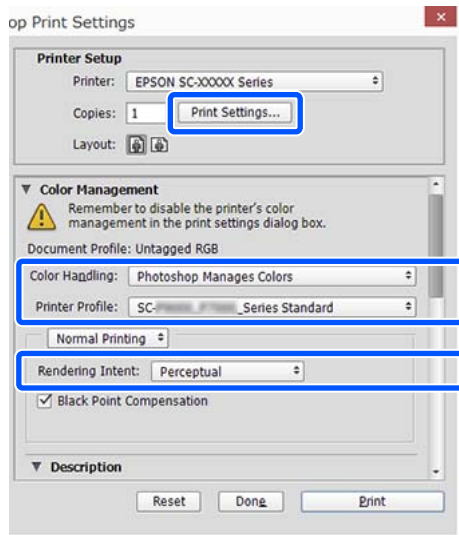 op Print Settings
Printer Setup
Printer: EPSON SC-XXXXX Series
Copies: 1 Print Settings...
Layout:
Color Management
Remember to disable the printer's color
management in the print settings dialog box.
Document Profile: Untagged RGB
Color Handling: Photoshop Manages Colors
Printer Profile: SC- _Series Standard
Normal Printing
Rendering Intent: Perceptual
Black Point Compensation
Description
Reset Done Print